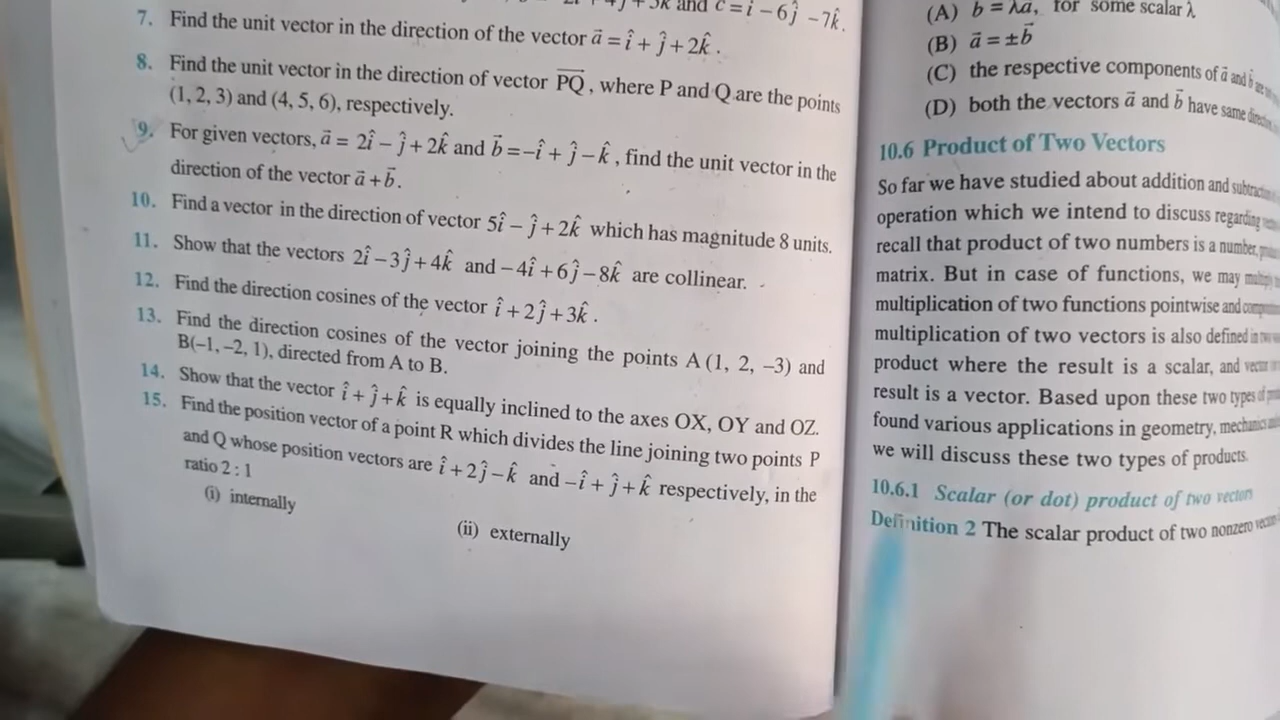 2î + 4ĵ + 5k̂ and c⃗ = î − 6ĵ − 7k̂.
7. Find the unit vector in the direction of the vector a⃗ = î + ĵ + 2k̂ .
8. Find the unit vector in the direction of vector PQ⃗, where P and Q are the points
(1, 2, 3) and (4, 5, 6), respectively.
9. For given vectors, a⃗ = 2î − ĵ + 2k̂ and b⃗ = −î + ĵ − k̂ , find the unit vector in the
direction of the vector a⃗ + b⃗.
10. Find a vector in the direction of vector 5î − ĵ + 2k̂ which has magnitude 8 units.
11. Show that the vectors 2î − 3ĵ + 4k̂ and − 4î + 6ĵ − 8k̂ are collinear.
12. Find the direction cosines of the vector î + 2ĵ + 3k̂ .
13. Find the direction cosines of the vector joining the points A (1, 2, −3) and
B(−1, −2, 1), directed from A to B.
14. Show that the vector î + ĵ + k̂ is equally inclined to the axes OX, OY and OZ.
15. Find the position vector of a point R which divides the line joining two points P
and Q whose position vectors are î + 2ĵ − k̂ and −î + ĵ + k̂ respectively, in the
ratio 2 : 1
(i) internally
(ii) externally
(A) b⃗ = λa⃗, for some scalar λ
(B) a⃗ = ±b⃗
(C) the respective components of a⃗ and b⃗ are
(D) both the vectors a⃗ and b⃗ have same
10.6 Product of Two Vectors
So far we have studied about addition and
operation which we intend to discuss regarding
recall that product of two numbers is a number,
matrix. But in case of functions, we may
multiplication of two functions pointwise and
multiplication of two vectors is also defined in
product where the result is a scalar, and vector
result is a vector. Based upon these two types of
found various applications in geometry, mechanics
we will discuss these two types of products.
10.6.1 Scalar (or dot) product of two vectors
Definition 2 The scalar product of two nonzero